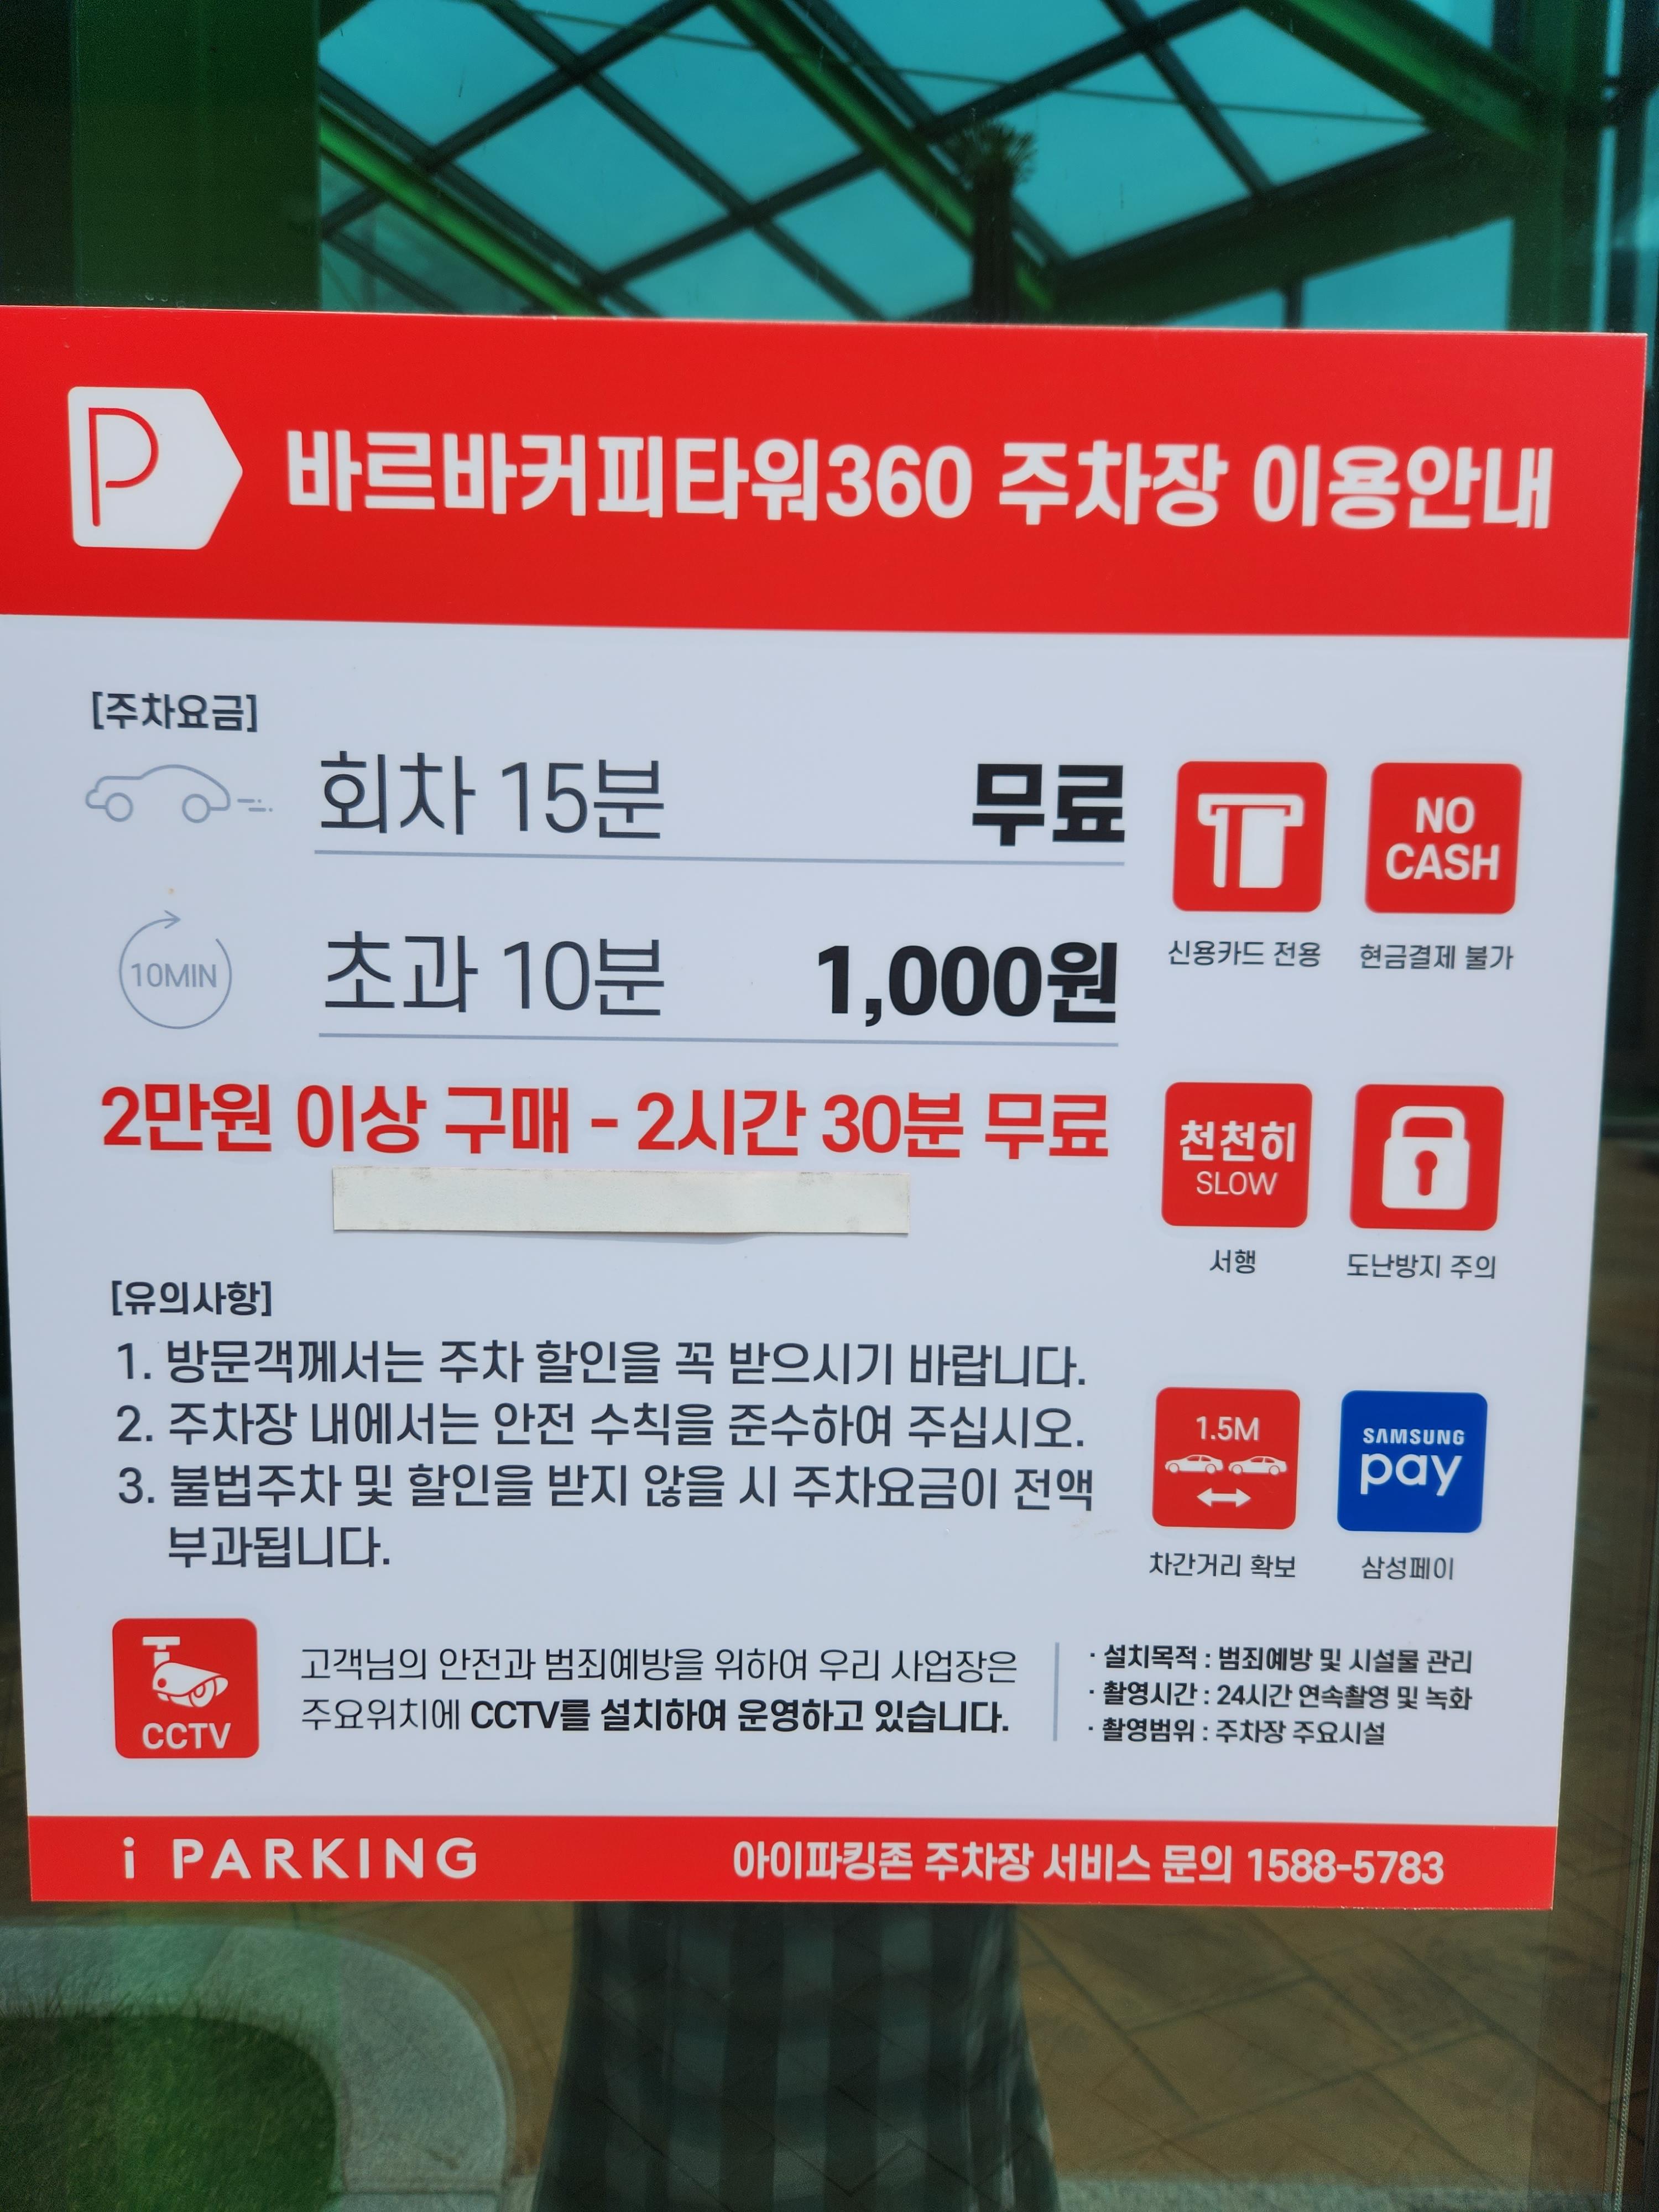 P
바르바커피타워360 주차장 이용안내
[주차요금]
회차 15분 무료
10MIN
초과 10분 1,000원
2만원 이상 구매 - 2시간 30분 무료
NO
CASH
신용카드 전용
현금결제 불가
천천히
SLOW
서행
도난방지 주의
[유의사항]
1. 방문객께서는 주차 할인을 꼭 받으시기 바랍니다.
2. 주차장 내에서는 안전 수칙을 준수하여 주십시오.
3. 불법주차 및 할인을 받지 않을 시 주차요금이 전액
부과됩니다.
1.5M
차간거리 확보
SAMSUNG
pay
삼성페이
CCTV
고객님의 안전과 범죄예방을 위하여 우리 사업장은
주요위치에 CCTV를 설치하여 운영하고 있습니다.
· 설치목적 : 범죄예방 및 시설물 관리
· 촬영시간 : 24시간 연속촬영 및 녹화
· 촬영범위 : 주차장 주요시설
i PARKING
아이파킹존 주차장 서비스 문의 1588-5783